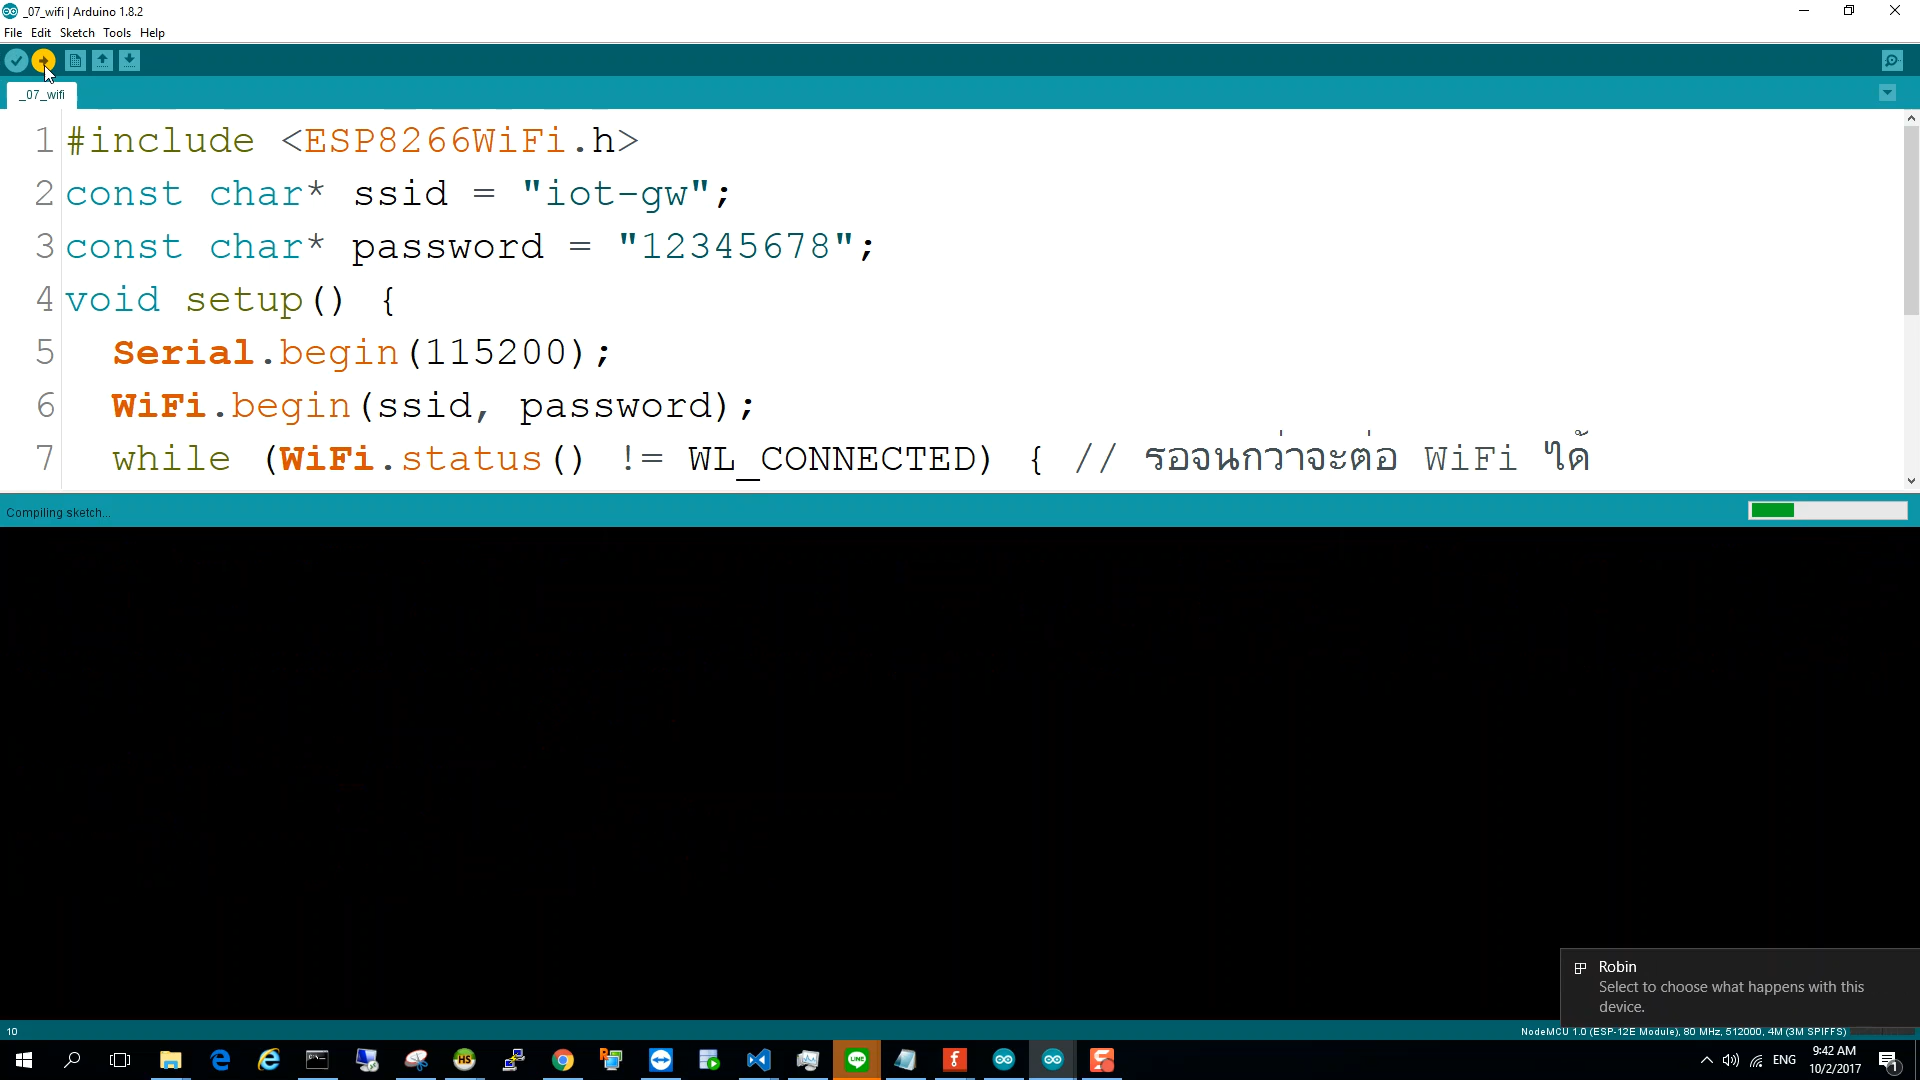 _07_wifi | Arduino 1.8.2
File Edit Sketch Tools Help
_07_wifi
1 #include <ESP8266WiFi.h>
2 const char* ssid = "iot-gw";
3 const char* password = "12345678";
4 void setup() {
5 Serial.begin(115200);
6 WiFi.begin(ssid, password);
7 while (WiFi.status() != WL_CONNECTED) { // รอจนกว่าจะต่อ WiFi ได้
Compiling sketch...
Robin
Select to choose what happens with this
device.
10
NodeMCU 1.0 (ESP-12E Module), 80 MHz, 512000, 4M (3M SPIFFS)
HS
LINE
ENG
9:42 AM
10/2/2017
1